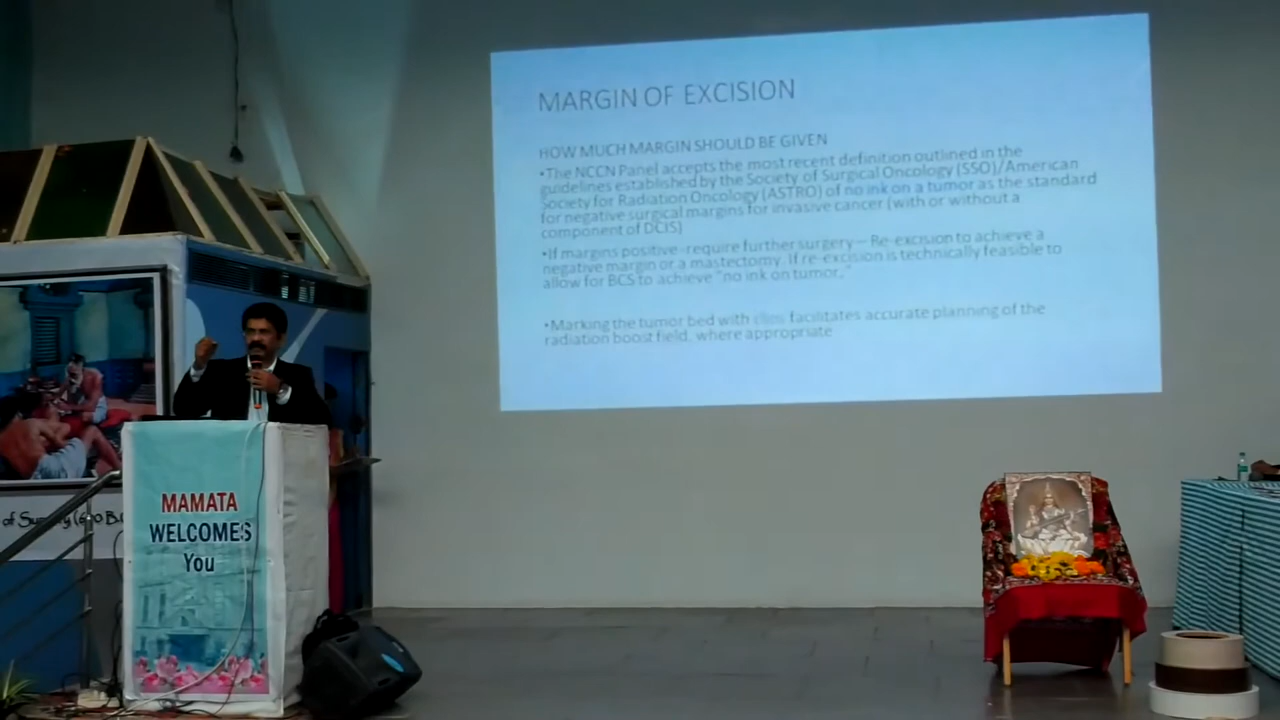 MARGIN OF EXCISION
HOW MUCH MARGIN SHOULD BE GIVEN
•The NCCN Panel accepts the most recent definition outlined in the
guidelines established by the Society of Surgical Oncology (SSO)/American
Society for Radiation Oncology (ASTRO) of no ink on a tumor as the standard
for negative surgical margins for invasive cancer (with or without a
component of DCIS)
•If margins positive -require further surgery – Re-excision to achieve a
negative margin or a mastectomy. If re-excision is technically feasible to
allow for BCS to achieve "no ink on tumor."
•Marking the tumor bed with clips facilitates accurate planning of the
radiation boost field, where appropriate
MAMATA
WELCOMES
You
of